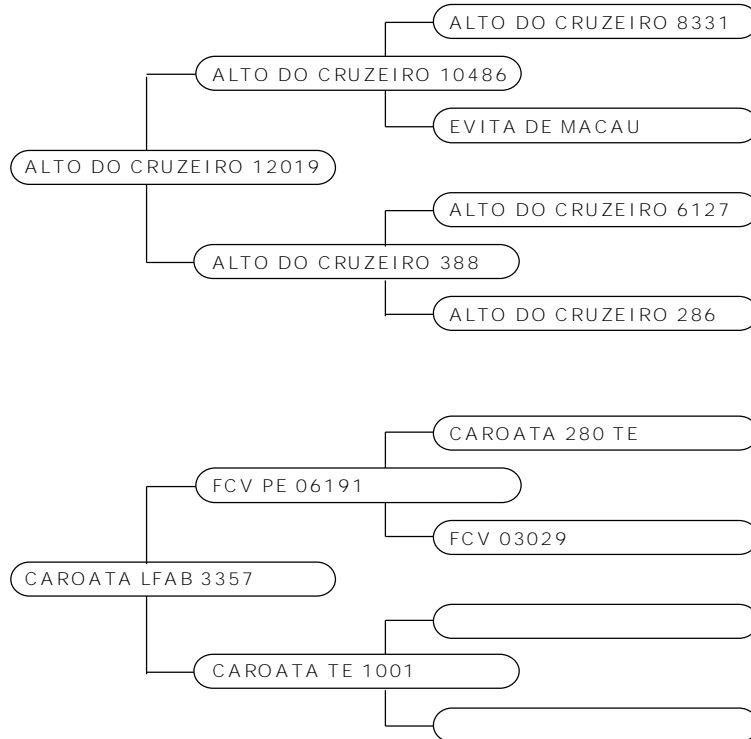 ALTO DO CRUZEIRO 8331
ALTO DO CRUZEIRO 10486
EVITA DE MACAU
ALTO DO CRUZEIRO 12019
ALTO DO CRUZEIRO 6127
ALTO DO CRUZEIRO 388
ALTO DO CRUZEIRO 286
CAROATA 280 TE
FCV PE 06191
FCV 03029
CAROATA LFAB 3357
CAROATA TE 1001